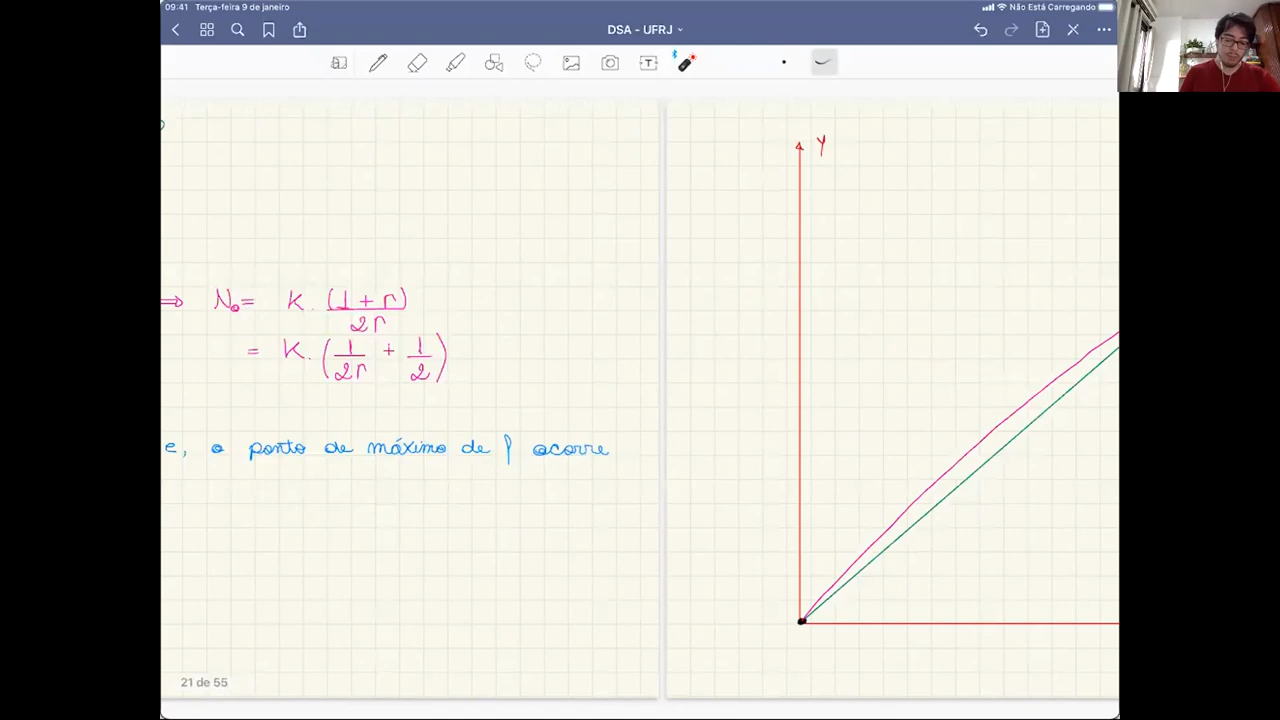 09:41 Terça-feira 9 de janeiro
Não Está Carregando
DSA - UFRJ
T
⇒ N₀= K. (1 + r)/2r
= K. (1/2r + 1/2)
e, o ponto de máximo de f ocorre
21 de 55
Y